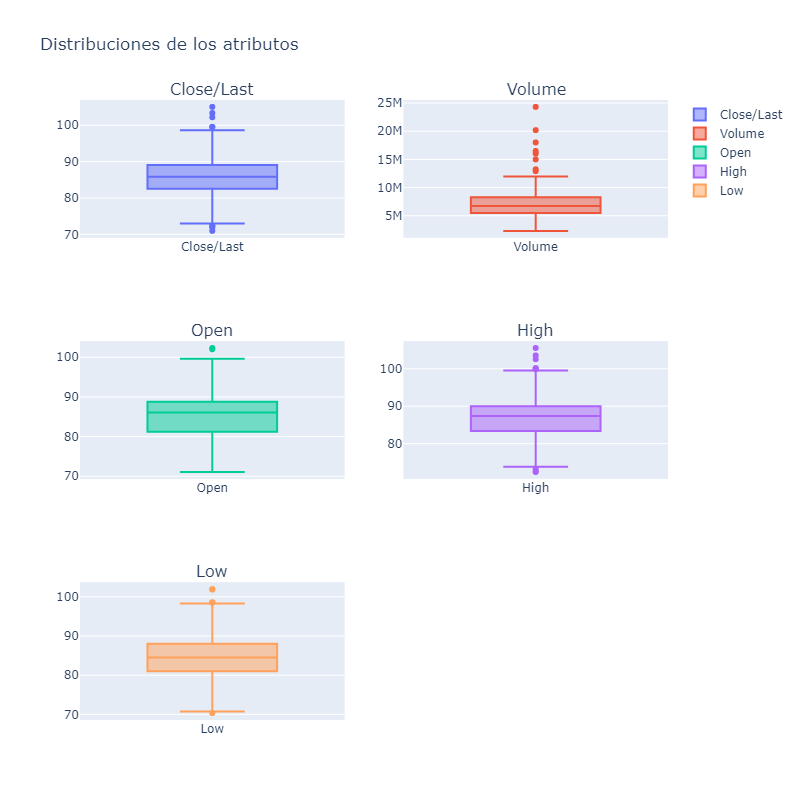 Distribuciones de los atributos
Close/Last
Volume
100
90
80
70
Close/Last
25M
20M
15M
10M
5M
Volume
Close/Last
Volume
Open
High
Low
Open
High
100
90
80
70
Open
100
90
80
High
Low
100
90
80
70
Low